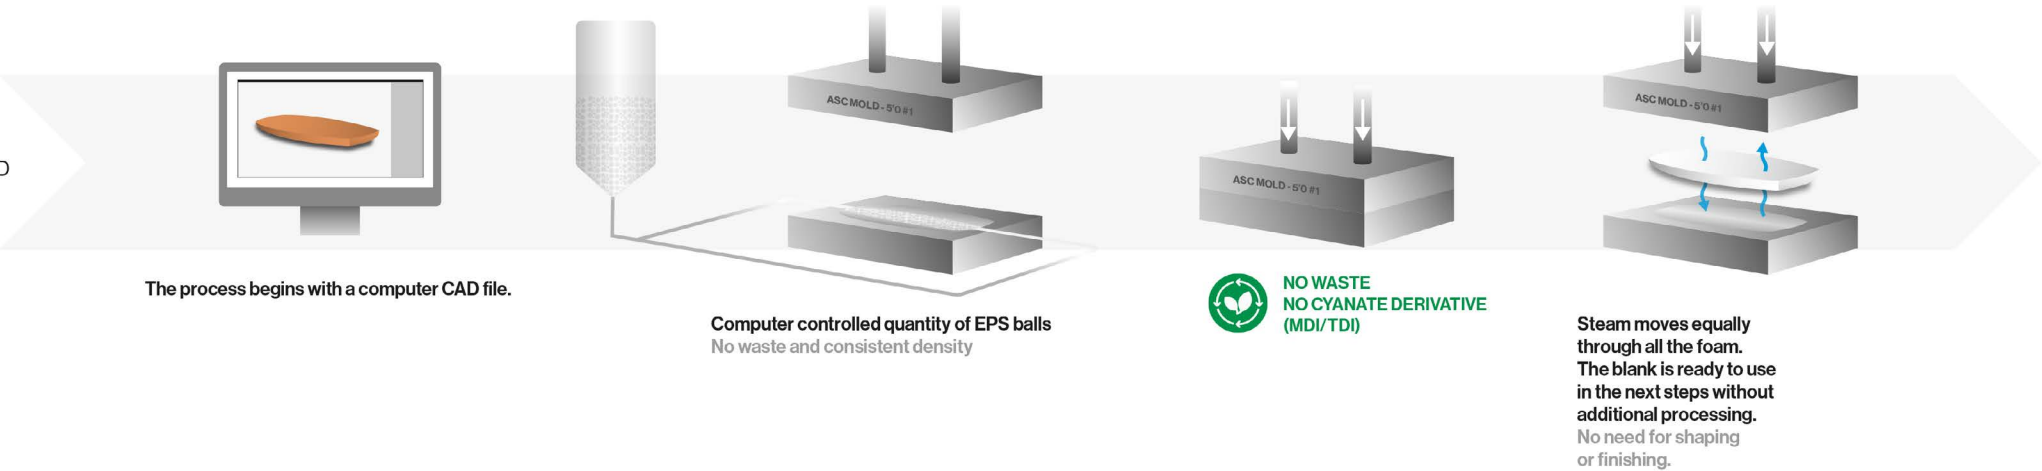 D
The process begins with a computer CAD file.
ASC MOLD - 5'0 #1
Computer controlled quantity of EPS balls
No waste and consistent density
ASC MOLD - 5'0 #1
NO WASTE
NO CYANATE DERIVATIVE
(MDI/TDI)
ASC MOLD - 5'0 #1
Steam moves equally
through all the foam.
The blank is ready to use
in the next steps without
additional processing.
No need for shaping
or finishing.